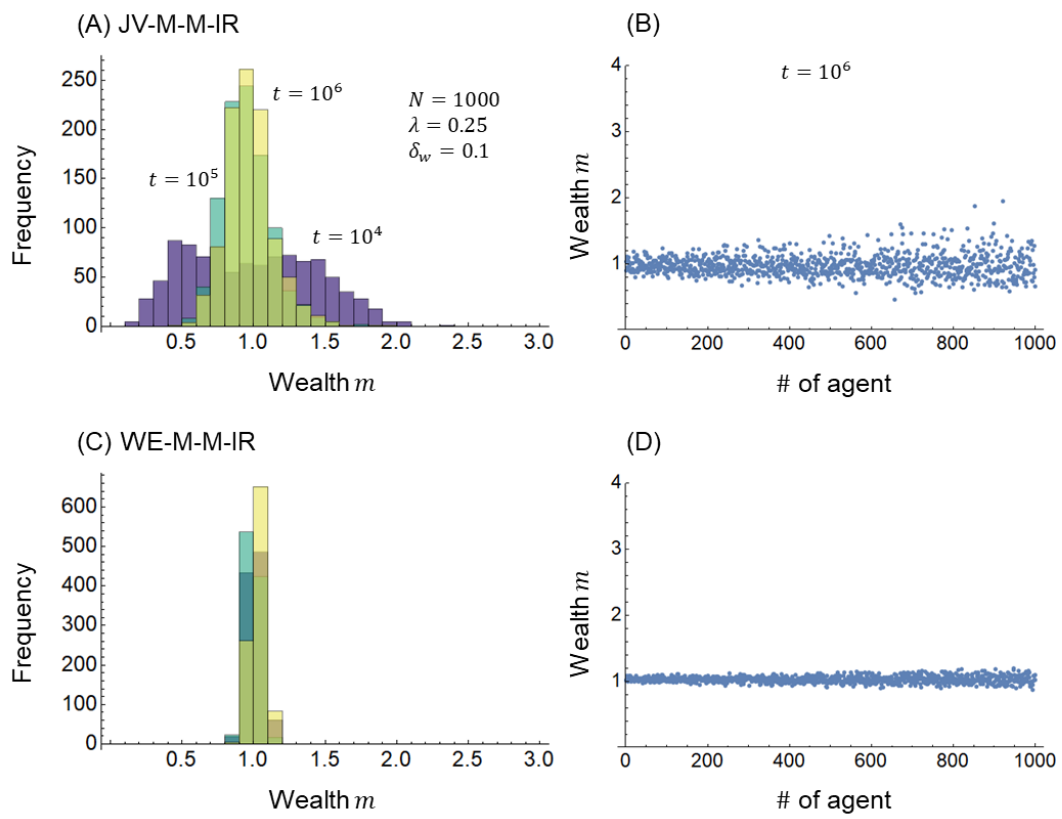 (A) JV-M-M-IR
Frequency
250
200
150
100
50
0
t = 10^6
t = 10^5
t = 10^4
N = 1000
λ = 0.25
δ_w = 0.1
0.5 1.0 1.5 2.0 2.5 3.0
Wealth m
(B)
t = 10^6
Wealth m
4
3
2
1
0 200 400 600 800 1000
# of agent
(C) WE-M-M-IR
Frequency
600
500
400
300
200
100
0
0.5 1.0 1.5 2.0 2.5 3.0
Wealth m
(D)
Wealth m
4
3
2
1
0 200 400 600 800 1000
# of agent